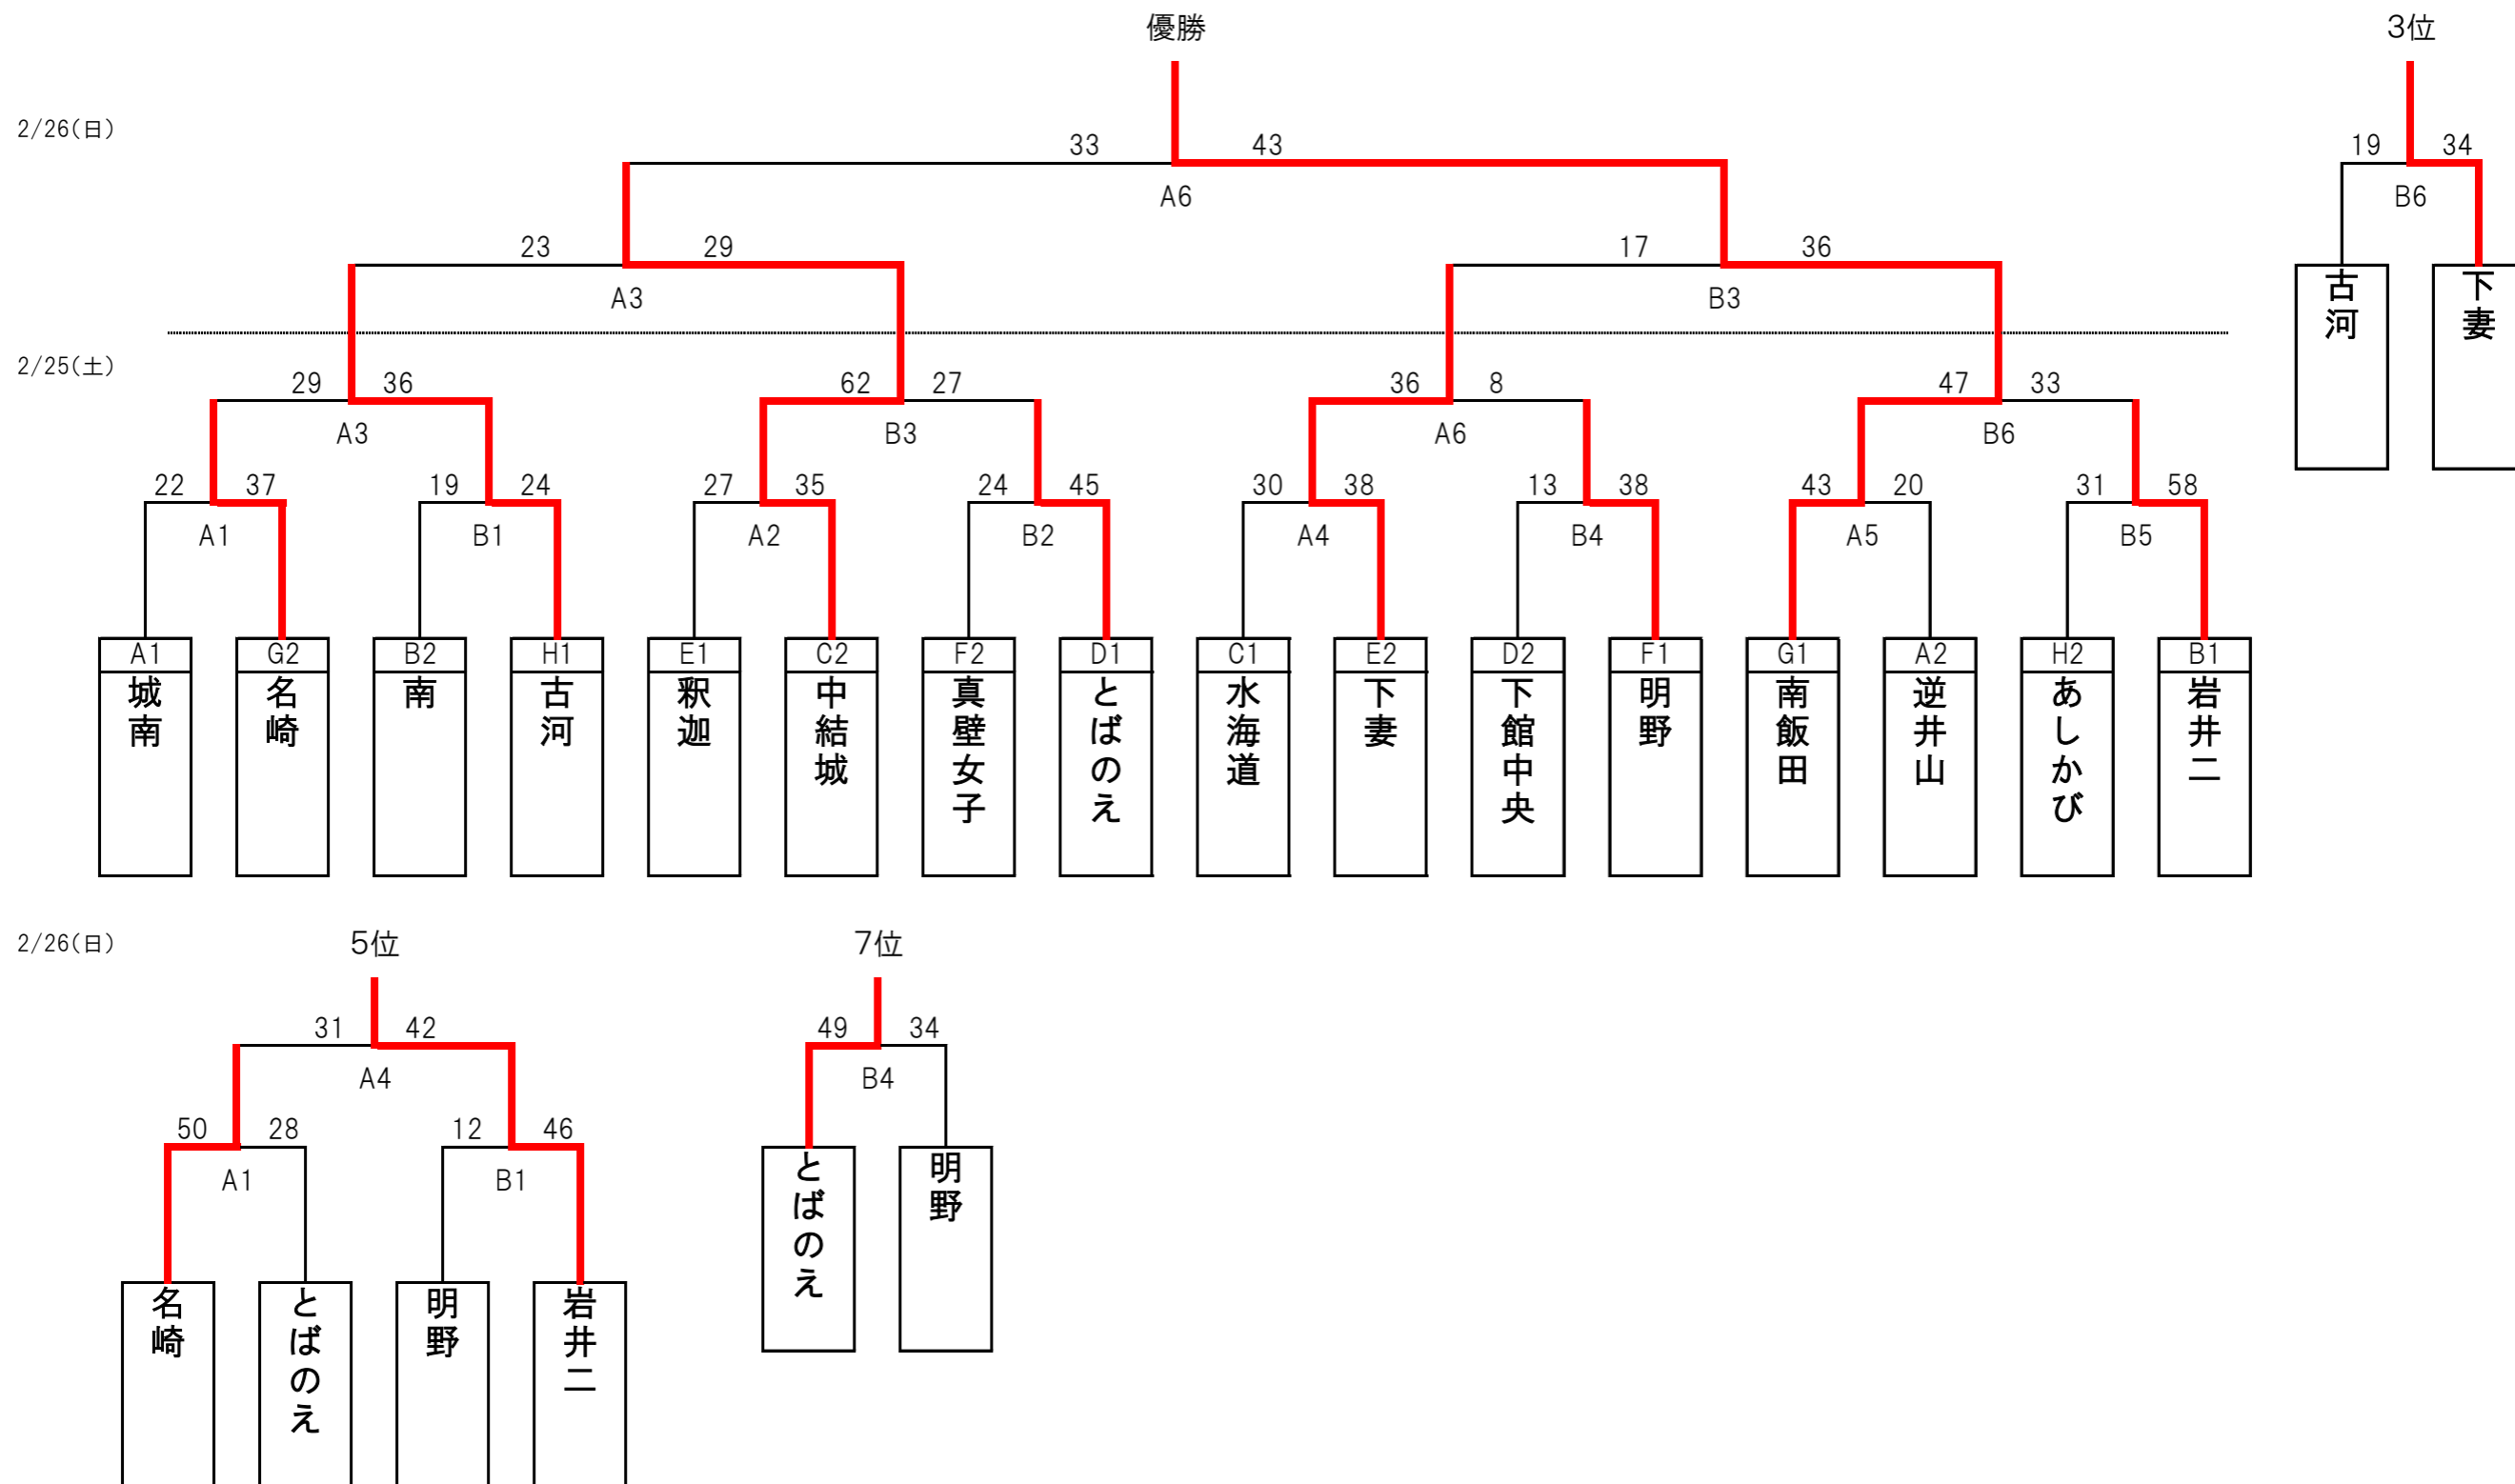 優勝
3位
2/26(日)
33 43
19 34
A6
B6
23 29
17 36
A3
B3
古河
下妻
2/25(土)
29 36
62 27
36 8
47 33
A3
B3
A6
B6
22 37
19 24
27 35
24 45
30 38
13 38
43 20
31 58
A1
B1
A2
B2
A4
B4
A5
B5
A1 城南
G2 名崎
B2 南
H1 古河
E1 釈迦
C2 中結城
F2 真壁女子
D1 とばのえ
C1 水海道
E2 下妻
D2 下館中央
F1 明野
G1 南飯田
A2 逆井山
H2 あしかび
B1 岩井二
2/26(日)
5位
7位
31 42
49 34
A4
B4
50 28
12 46
A1
B1
とばのえ
明野
名崎
とばのえ
明野
岩井二